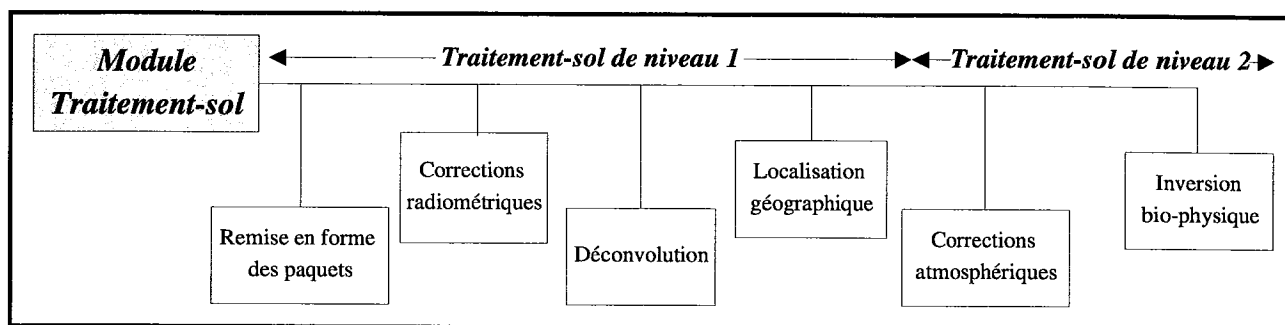 Module
Traitement-sol
Traitement-sol de niveau 1
Traitement-sol de niveau 2
Remise en forme
des paquets
Corrections
radiométriques
Déconvolution
Localisation
géographique
Corrections
atmosphériques
Inversion
bio-physique